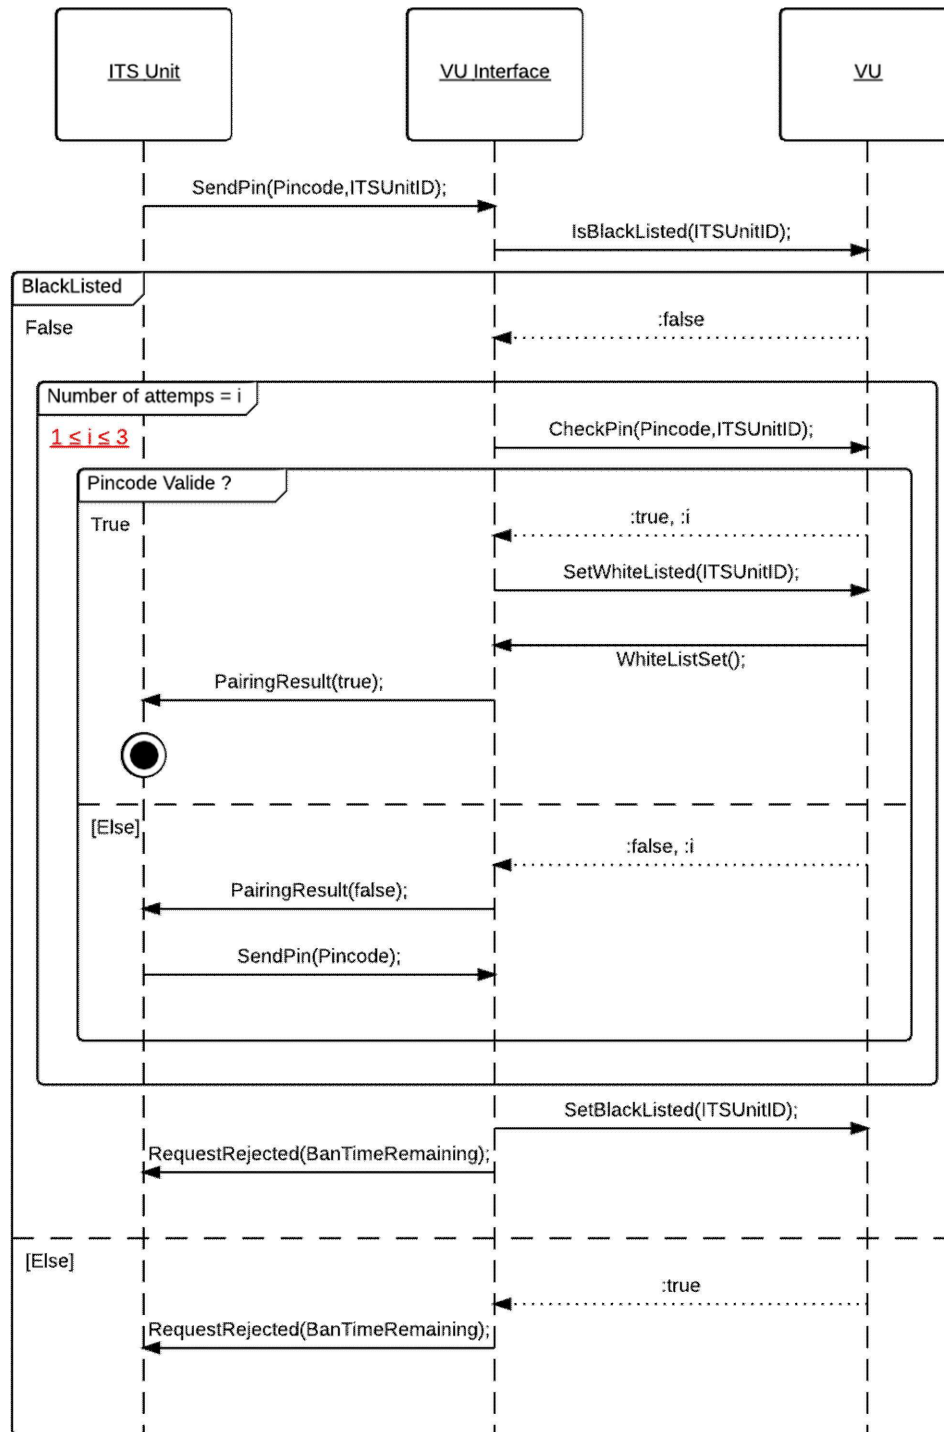 ITS Unit
VU Interface
VU
SendPin(Pincode,ITSUnitID);
IsBlackListed(ITSUnitID);
BlackListed
False
:false
Number of attemps = i
1 ≤ i ≤ 3
CheckPin(Pincode,ITSUnitID);
Pincode Valide ?
True
:true, :i
SetWhiteListed(ITSUnitID);
WhiteListSet();
PairingResult(true);
[Else]
:false, :i
PairingResult(false);
SendPin(Pincode);
SetBlackListed(ITSUnitID);
RequestRejected(BanTimeRemaining);
[Else]
:true
RequestRejected(BanTimeRemaining);